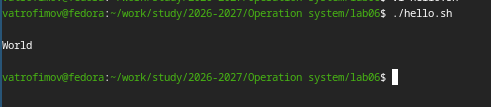 vatrofimov@fedora:~/work/study/2026-2027/Operation system/lab06$ ./hello.sh
World
vatrofimov@fedora:~/work/study/2026-2027/Operation system/lab06$